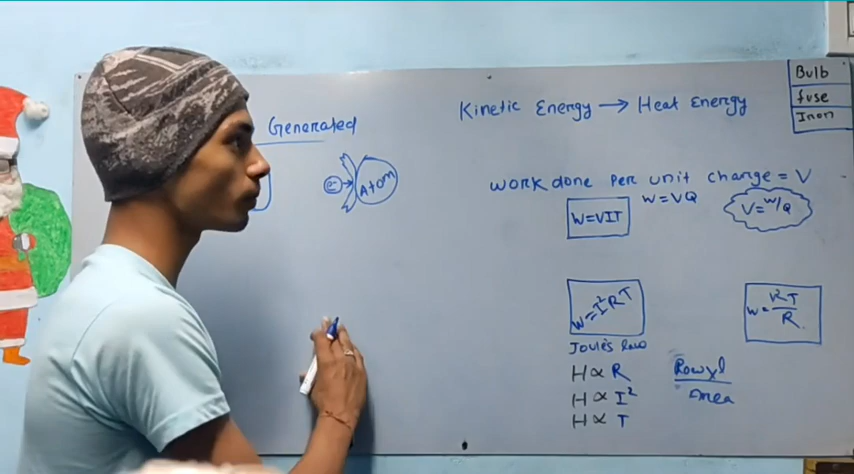 Generated
e-
Atom
Kinetic Energy → Heat Energy
Bulb
fuse
Iron
Work done per unit change = V
W=VIT
W=VQ
V=W/Q
W=I²RT
W=V²T/R
Joule's law
H∝R
H∝I²
H∝T